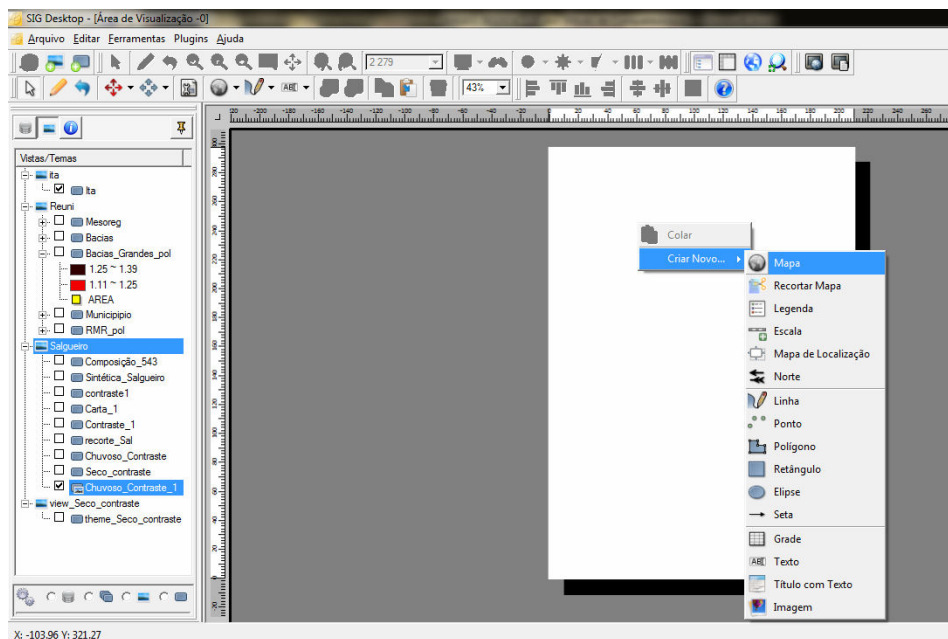 SIG Desktop - [Área de Visualização -0]
Arquivo Editar Ferramentas Plugins Ajuda
2 279
ABI
43%
Vistas/Temas
ita
Ita
Reuni
Mesoreg
Bacias
Bacias_Grandes_pol
1.25 ~ 1.39
1.11 ~ 1.25
AREA
Municipipio
RMR_pol
Salgueiro
Composição_543
Sintética_Salgueiro
contraste1
Carta_1
Contraste_1
recorte_Sal
Chuvoso_Contraste
Seco_contraste
Chuvoso_Contraste_1
view_Seco_contraste
theme_Seco_contraste
Colar
Criar Novo...
Mapa
Recortar Mapa
Legenda
Escala
Mapa de Localização
Norte
Linha
Ponto
Polígono
Retângulo
Elipse
Seta
Grade
ABI Texto
Título com Texto
Imagem
X: -103.96 Y: 321.27